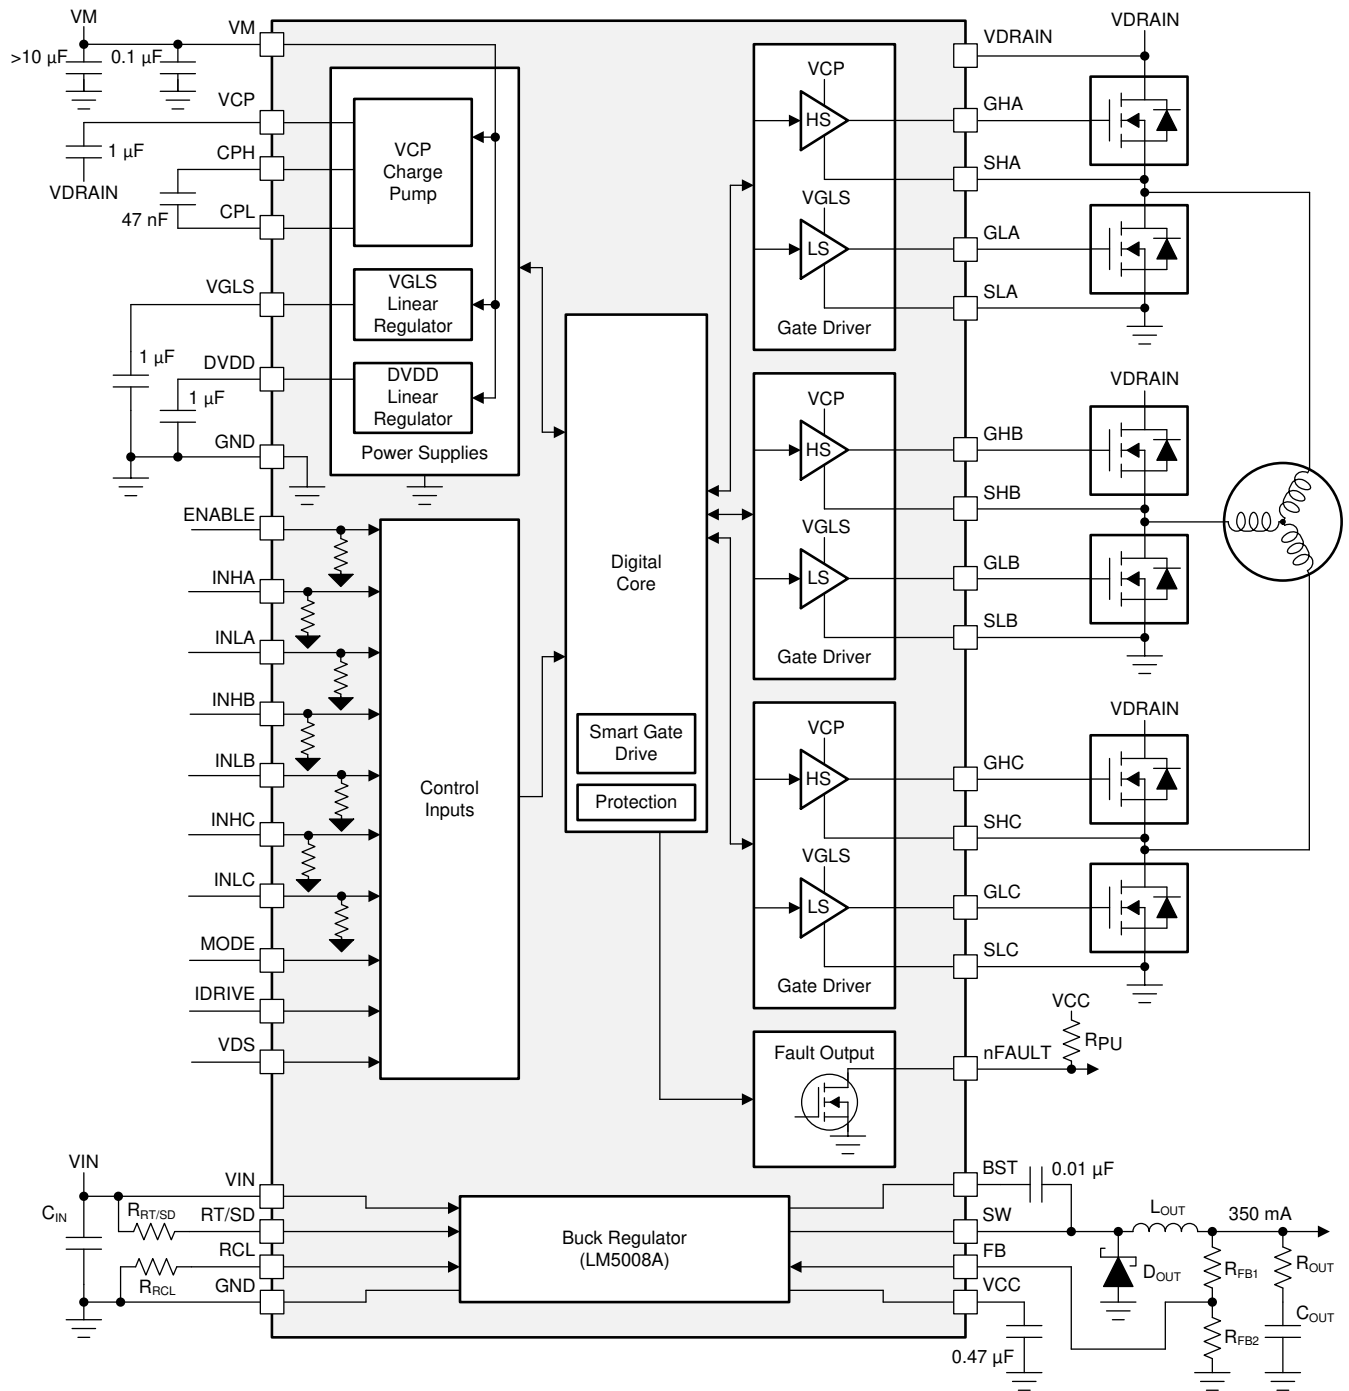 VM
>10 µF
0.1 µF
VM
VCP
1 µF
VDRAIN
CPH
47 nF
CPL
VGLS
1 µF
DVDD
1 µF
GND
VCP
Charge
Pump
VGLS
Linear
Regulator
DVDD
Linear
Regulator
Power Supplies
ENABLE
INHA
INLA
INHB
INLB
INHC
INLC
MODE
IDRIVE
VDS
Control
Inputs
Digital
Core
Smart Gate
Drive
Protection
VCP
HS
VGLS
LS
Gate Driver
VCP
HS
VGLS
LS
Gate Driver
VCP
HS
VGLS
LS
Gate Driver
Fault Output
VDRAIN
GHA
SHA
GLA
SLA
VDRAIN
GHB
SHB
GLB
SLB
VDRAIN
GHC
SHC
GLC
SLC
VDRAIN
nFAULT
VCC
RPU
VIN
CIN
RRT/SD
RRCL
VIN
RT/SD
RCL
GND
Buck Regulator
(LM5008A)
BST
0.01 µF
SW
FB
VCC
0.47 µF
LOUT
350 mA
DOUT
RFB1
RFB2
ROUT
COUT